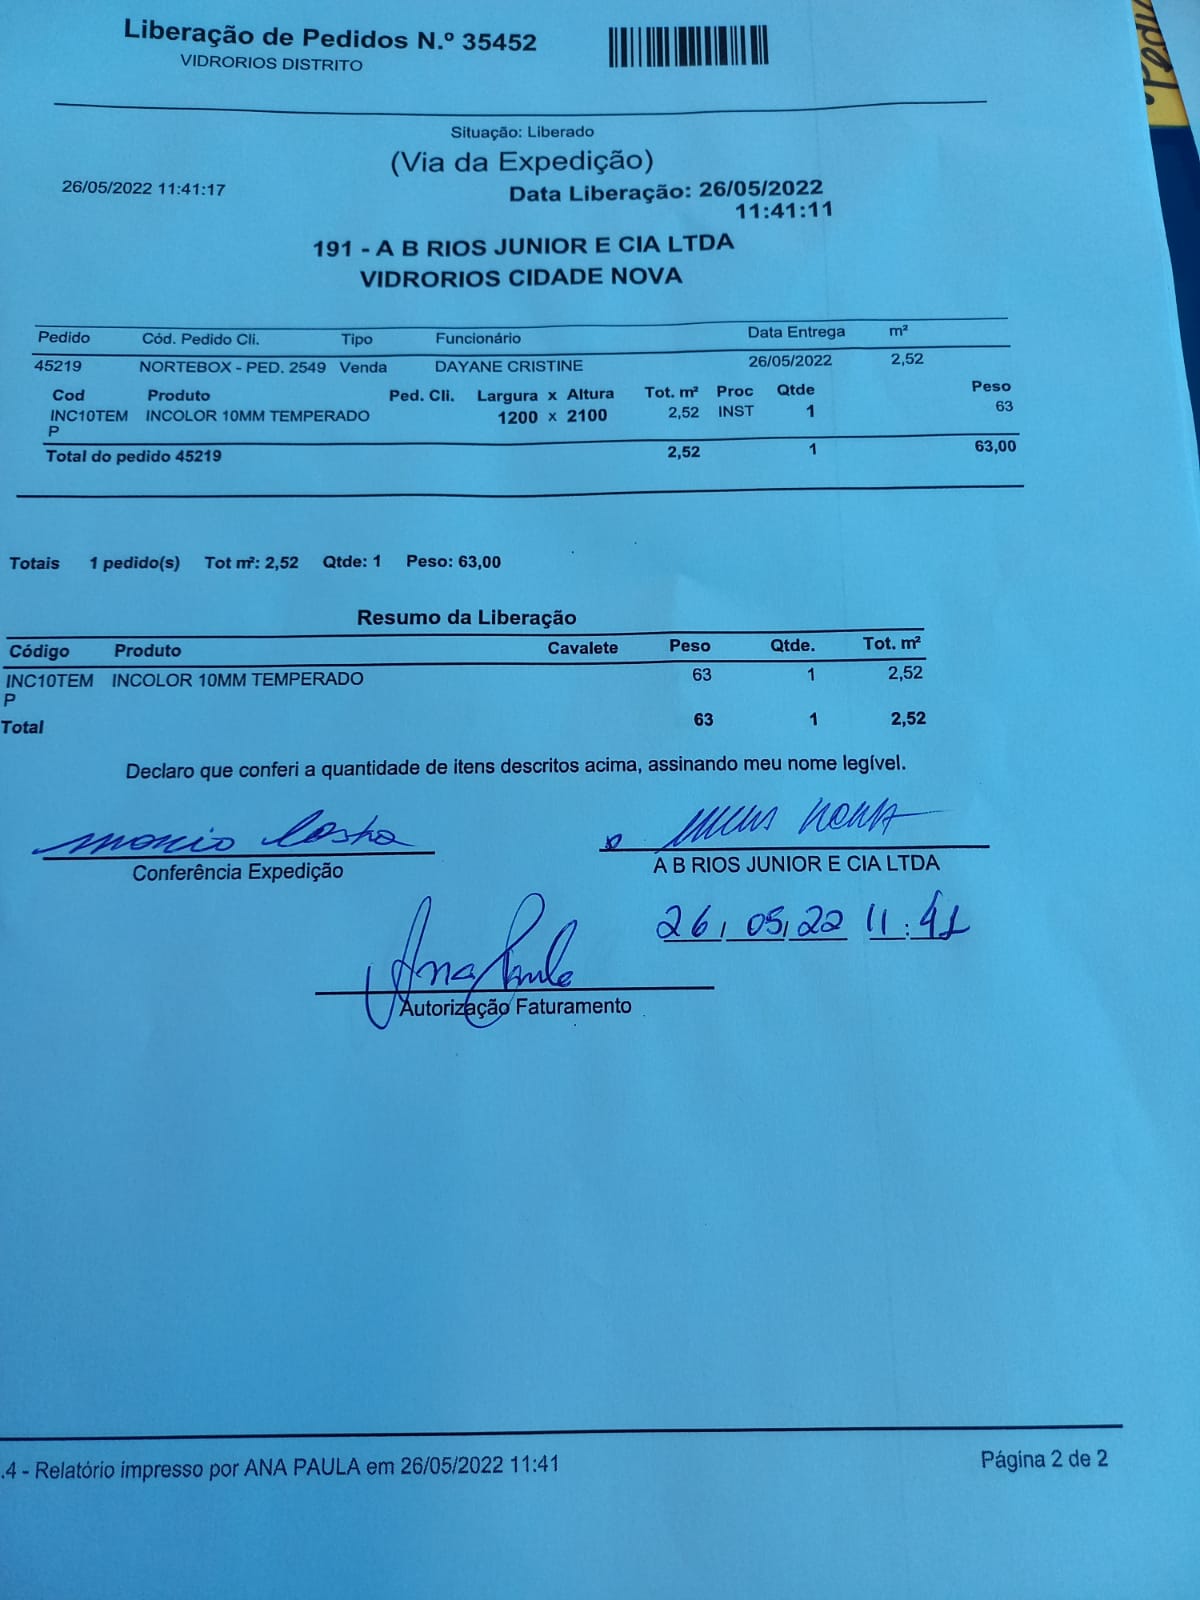 Liberação de Pedidos N.º 35452
VIDRORIOS DISTRITO
Situação: Liberado
(Via da Expedição)
26/05/2022 11:41:17
Data Liberação: 26/05/2022
11:41:11
191 - A B RIOS JUNIOR E CIA LTDA
VIDRORIOS CIDADE NOVA
Pedido Cód. Pedido Cli. Tipo Funcionário Data Entrega m²
45219 NORTEBOX - PED. 2549 Venda DAYANE CRISTINE 26/05/2022 2,52
Cod Produto Ped. Cli. Largura x Altura Tot. m² Proc Qtde Peso
INC10TEM INCOLOR 10MM TEMPERADO 1200 x 2100 2,52 INST 1 63
P
Total do pedido 45219 2,52 1 63,00
Totais 1 pedido(s) Tot m²: 2,52 Qtde: 1 Peso: 63,00
Resumo da Liberação
Código Produto Cavalete Peso Qtde. Tot. m²
INC10TEM INCOLOR 10MM TEMPERADO 63 1 2,52
P
Total 63 1 2,52
Declaro que conferi a quantidade de itens descritos acima, assinando meu nome legível.
Conferência Expedição
A B RIOS JUNIOR E CIA LTDA
26, 05, 22 11:41
Ana Paula
Autorização Faturamento
.4 - Relatório impresso por ANA PAULA em 26/05/2022 11:41
Página 2 de 2